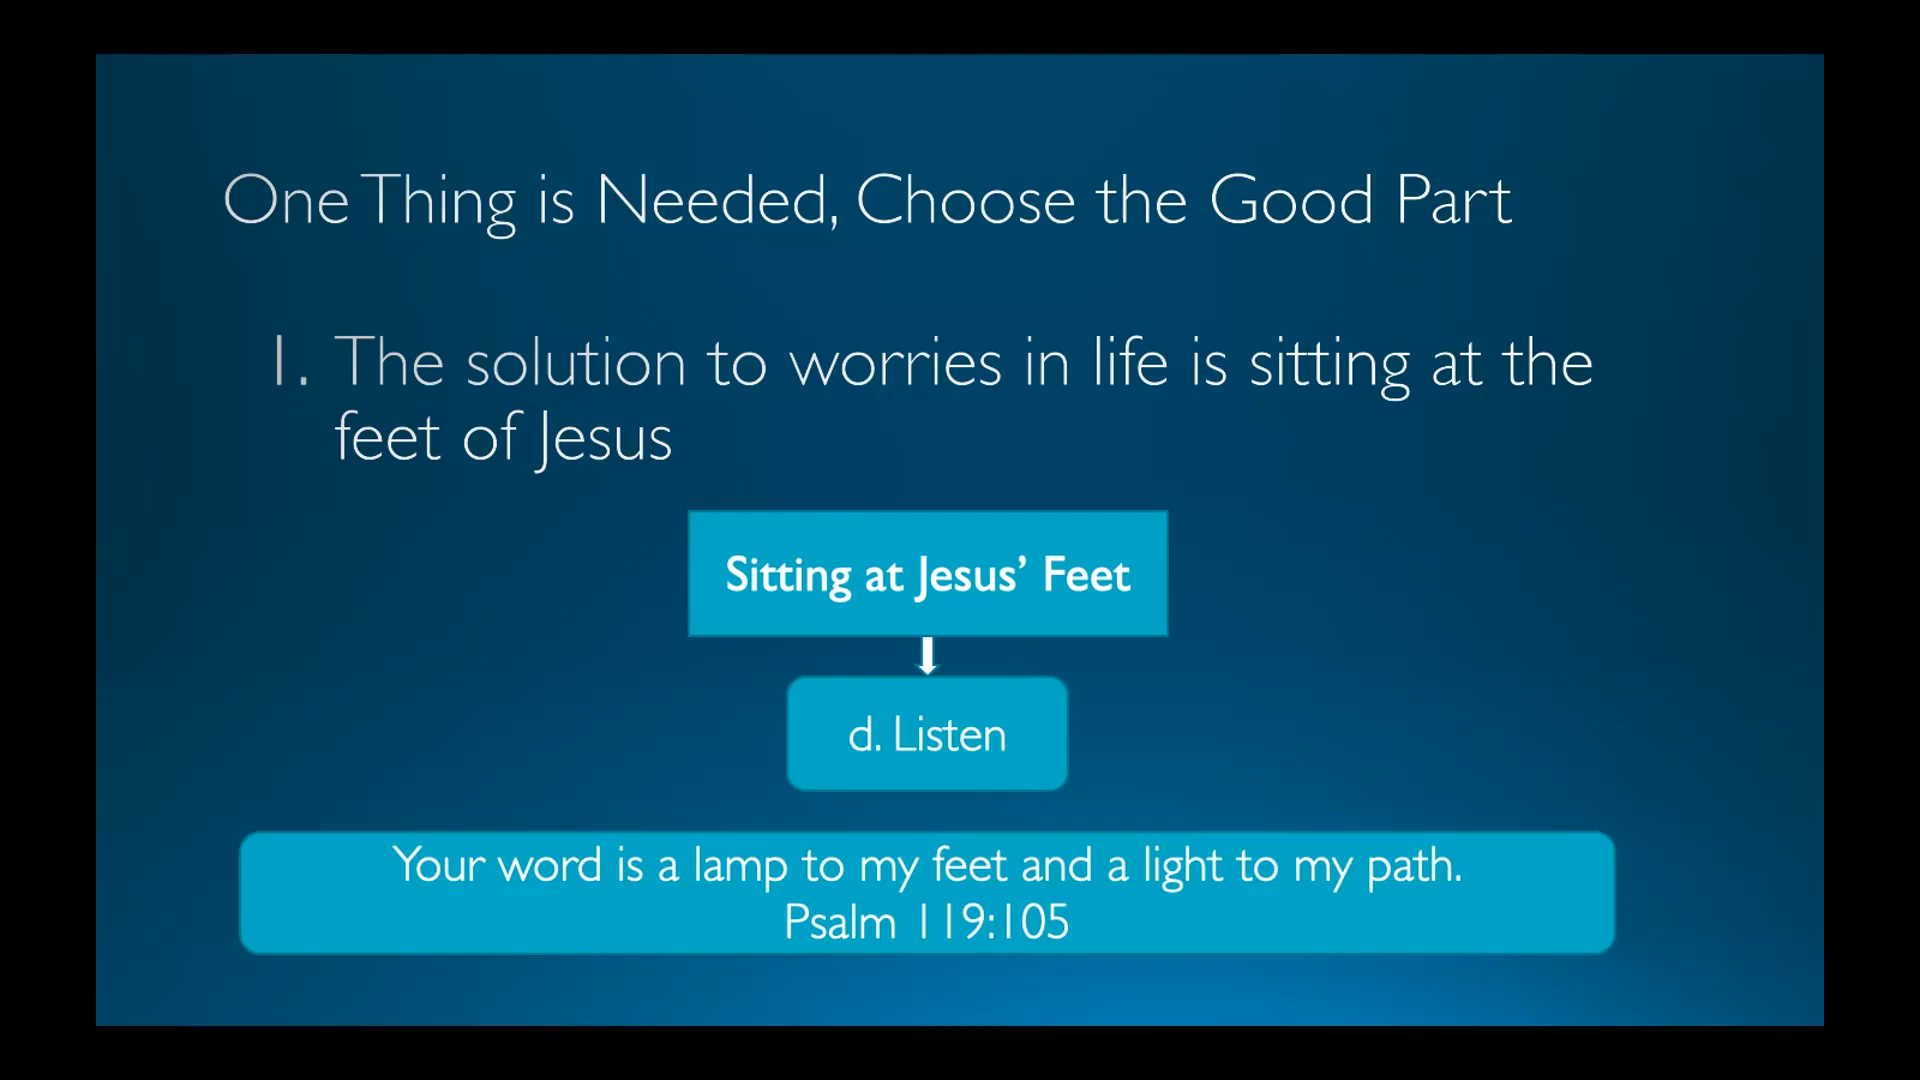 One Thing is Needed, Choose the Good Part
1. The solution to worries in life is sitting at the
feet of Jesus
Sitting at Jesus’ Feet
d. Listen
Your word is a lamp to my feet and a light to my path.
Psalm 119:105